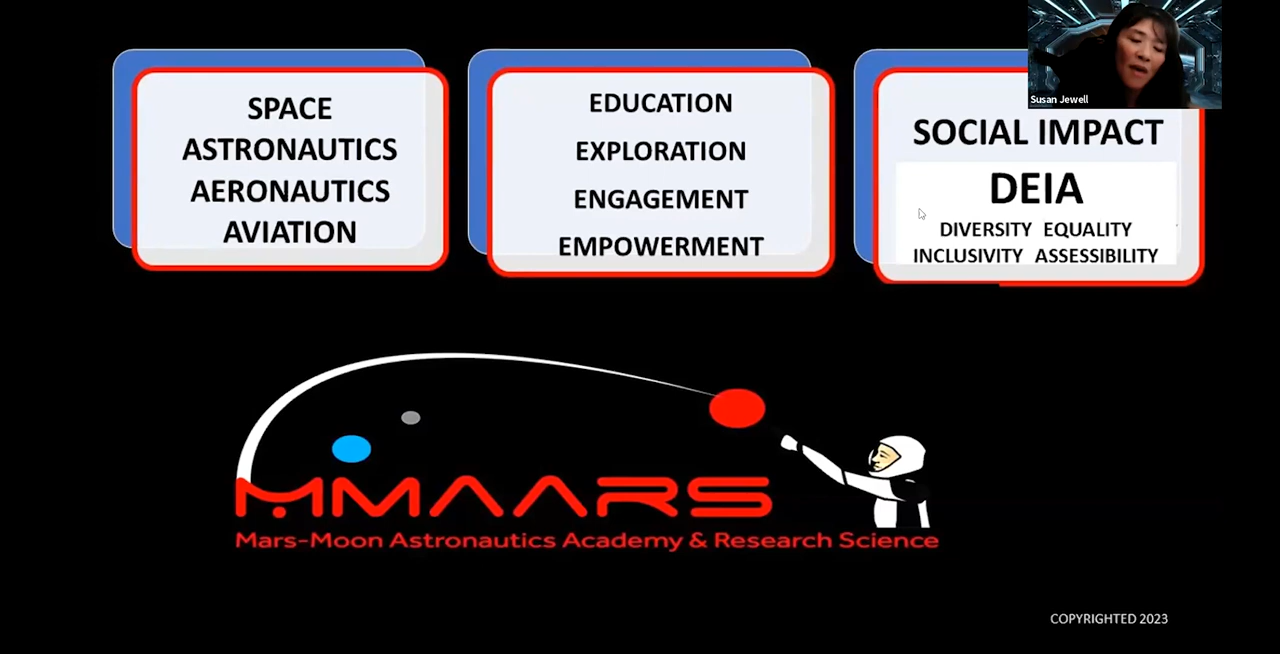 SPACE
ASTRONAUTICS
AERONAUTICS
AVIATION
EDUCATION
EXPLORATION
ENGAGEMENT
EMPOWERMENT
Susan Jewell
SOCIAL IMPACT
DEIA
DIVERSITY EQUALITY
INCLUSIVITY ASSESSIBILITY
MMAARS
Mars-Moon Astronautics Academy & Research Science
COPYRIGHTED 2023